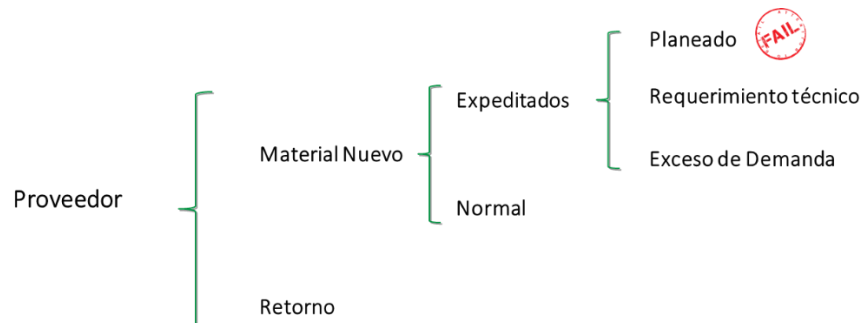 Planeado
FAIL
Expeditados
Requerimiento técnico
Material Nuevo
Exceso de Demanda
Proveedor
Normal
Retorno